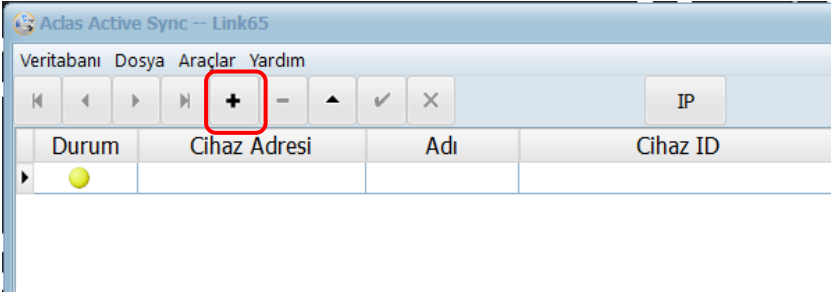 Aclas Active Sync -- Link65
Veritabanı Dosya Araçlar Yardım
IP
Durum Cihaz Adresi Adı Cihaz ID